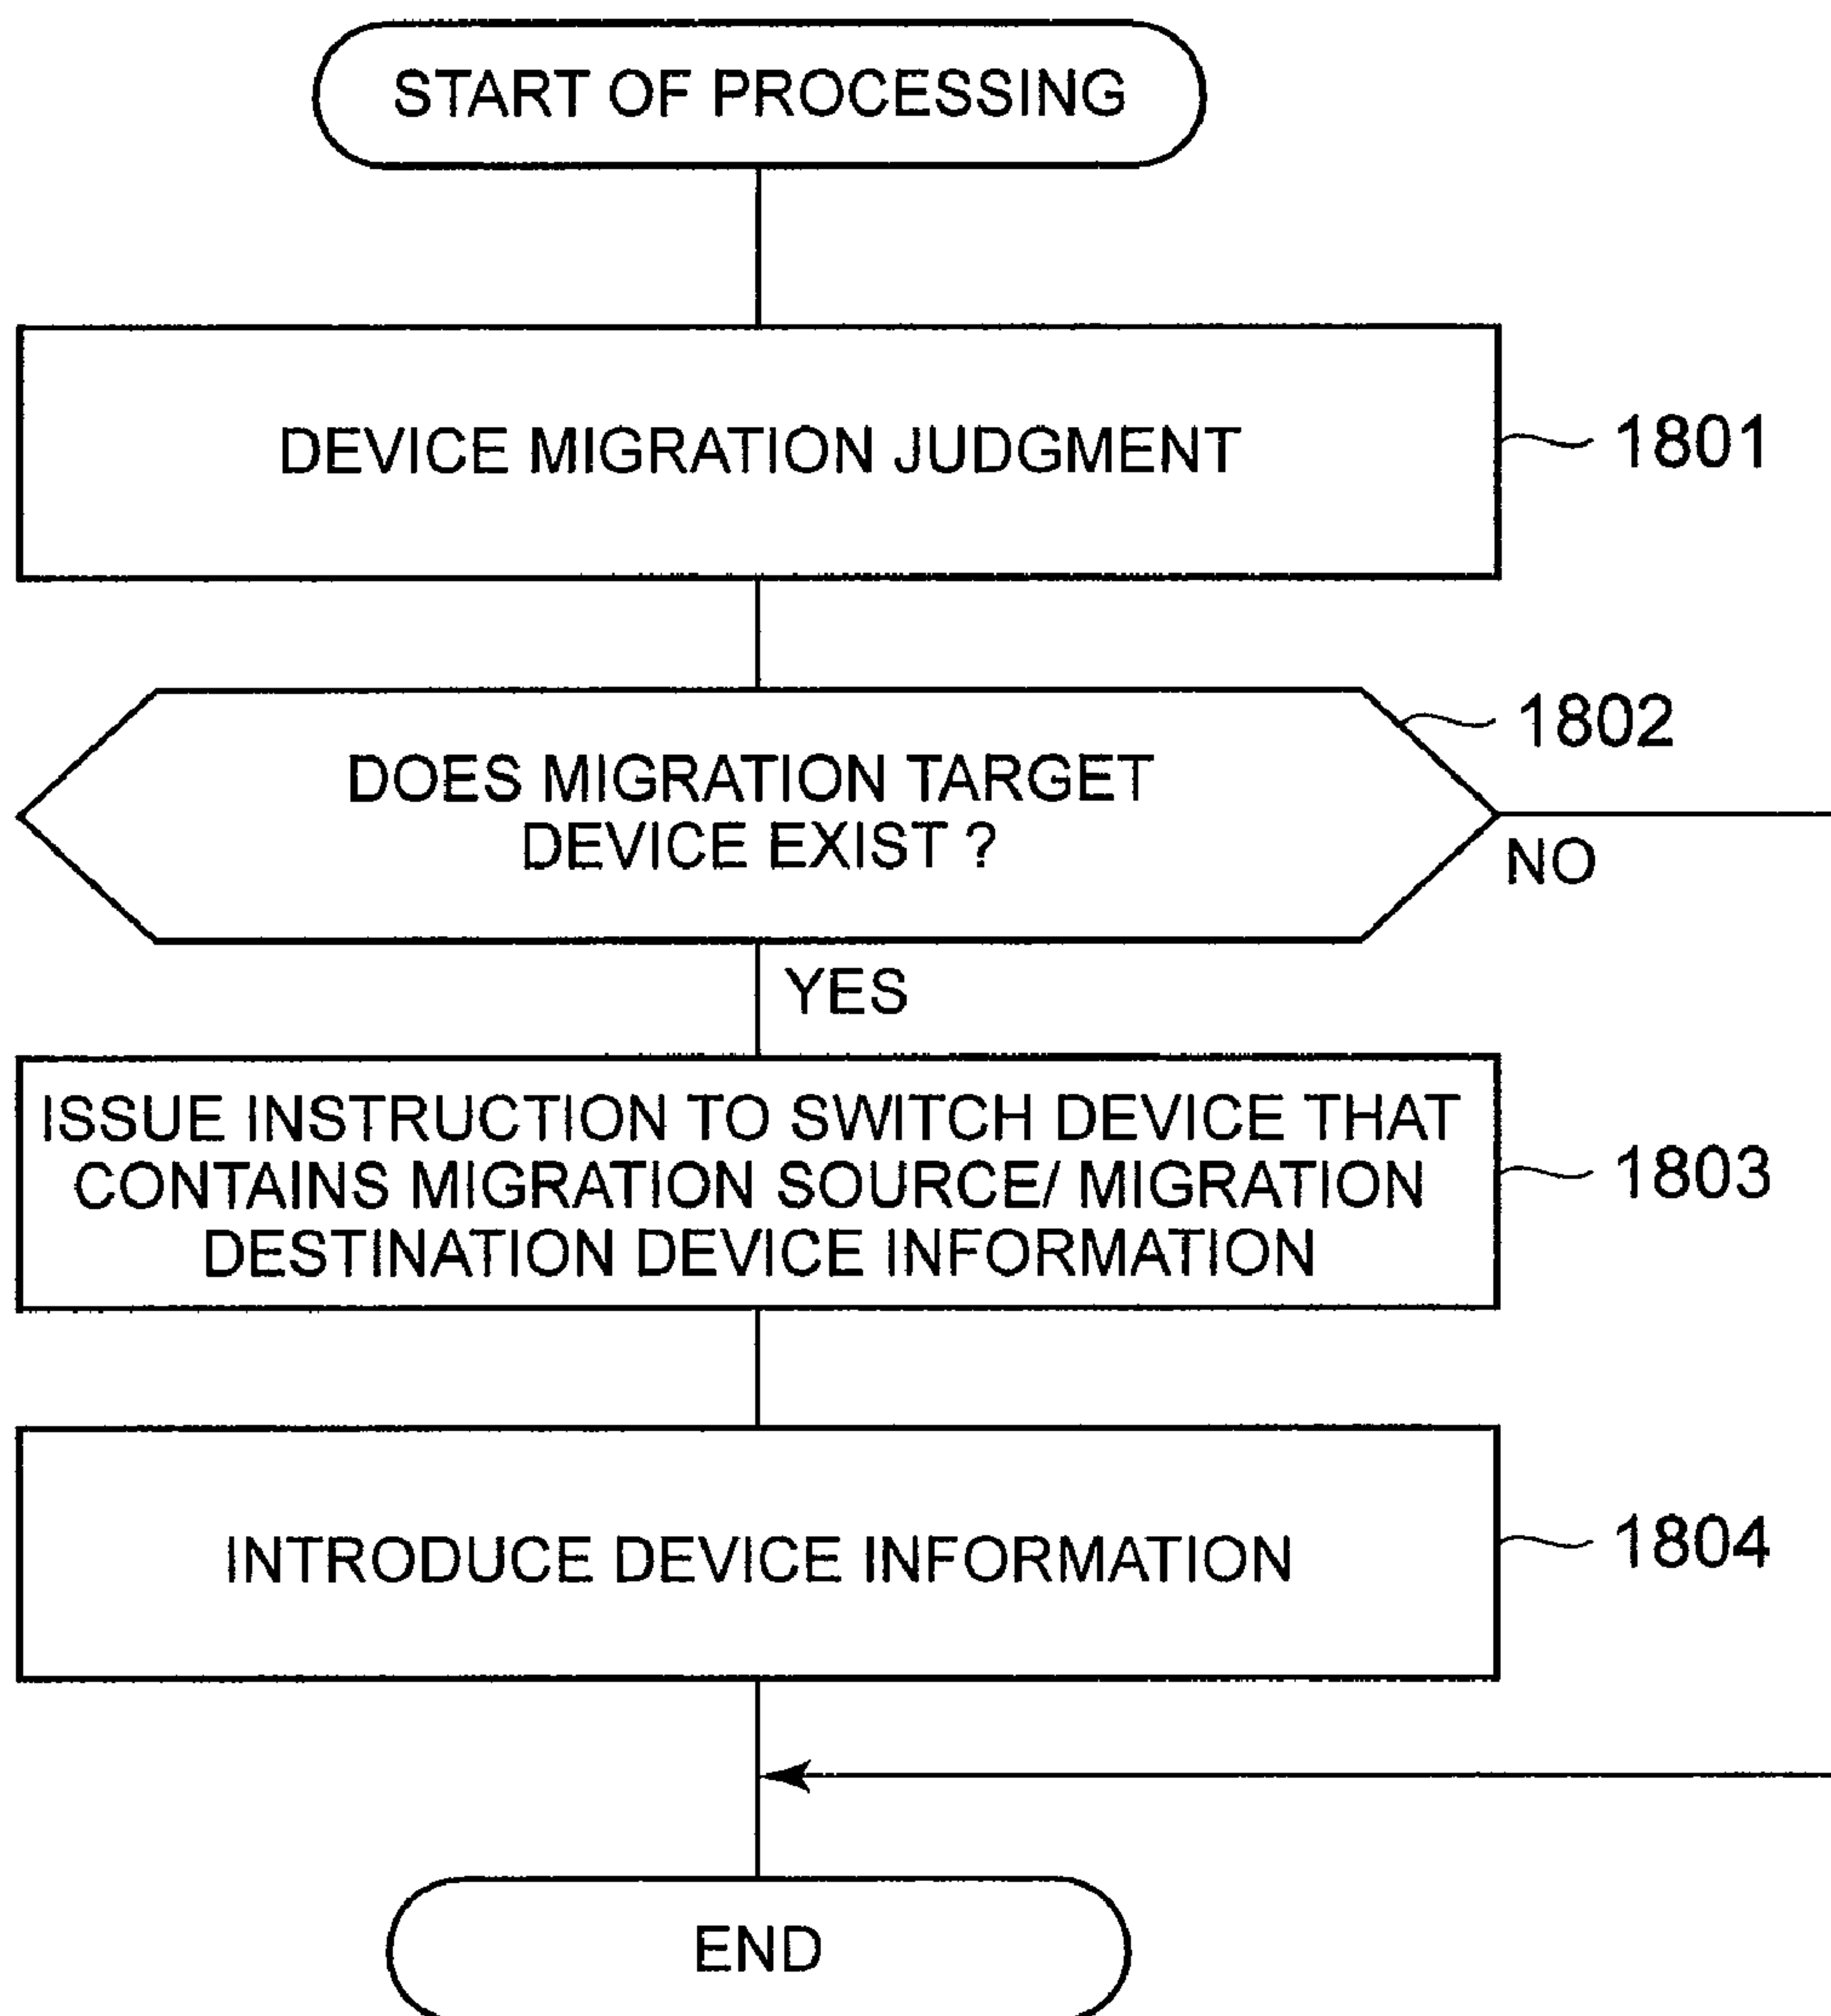 START OF PROCESSING
DEVICE MIGRATION JUDGMENT
1801
1802
DOES MIGRATION TARGET
DEVICE EXIST ?
NO
YES
ISSUE INSTRUCTION TO SWITCH DEVICE THAT
CONTAINS MIGRATION SOURCE/ MIGRATION
DESTINATION DEVICE INFORMATION
1803
INTRODUCE DEVICE INFORMATION
1804
END